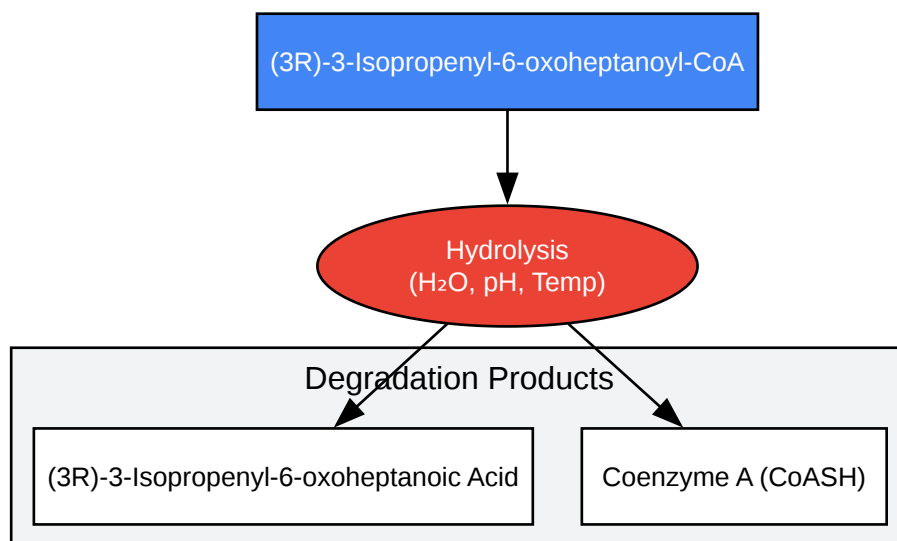 (3R)-3-Isopropenyl-6-oxoheptanoyl-CoA
Hydrolysis
(H₂O, pH, Temp)
Degradation Products
(3R)-3-Isopropenyl-6-oxoheptanoic Acid
Coenzyme A (CoASH)